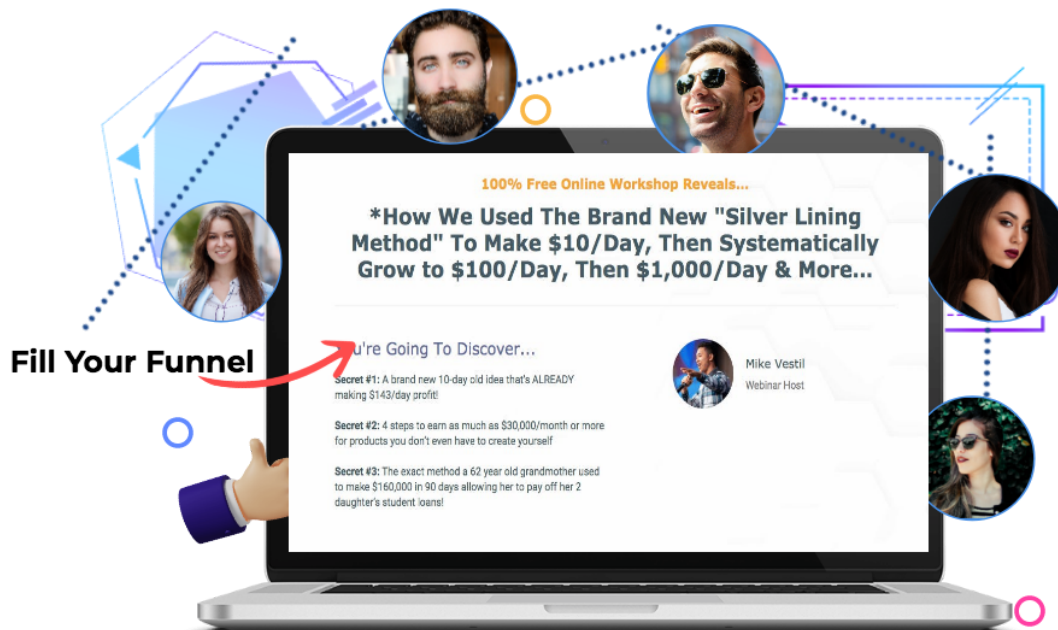 100% Free Online Workshop Reveals...
*How We Used The Brand New "Silver Lining
Method" To Make $10/Day, Then Systematically
Grow to $100/Day, Then $1,000/Day & More...
Fill Your Funnel
u're Going To Discover...
Secret #1: A brand new 10-day old idea that's ALREADY
making $143/day profit!
Secret #2: 4 steps to earn as much as $30,000/month or more
for products you don't even have to create yourself
Secret #3: The exact method a 62 year old grandmother used
to make $160,000 in 90 days allowing her to pay off her 2
daughter's student loans!
Mike Vestil
Webinar Host